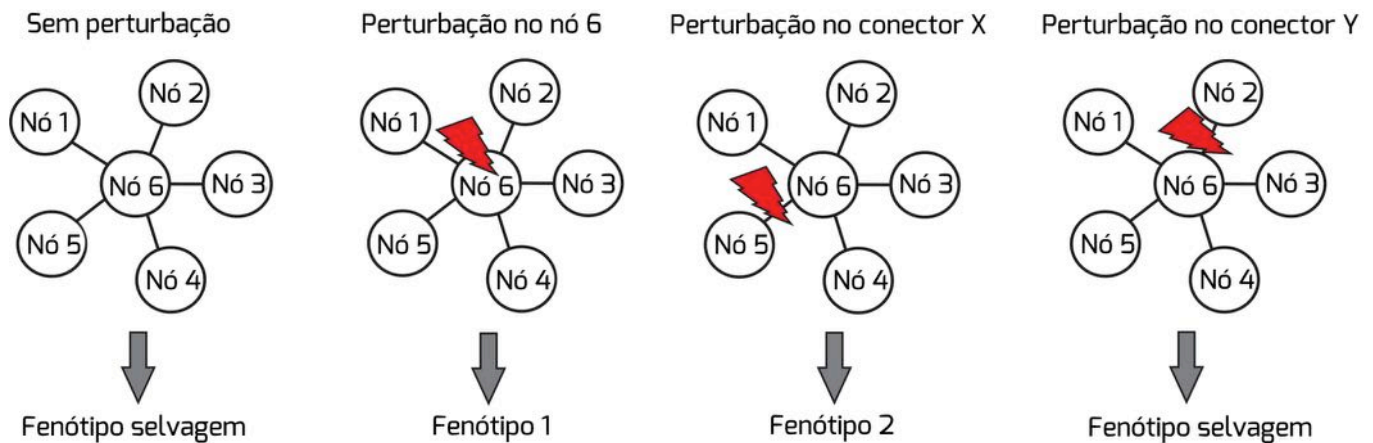 Sem perturbação
Perturbação no nó 6
Perturbação no conector X
Perturbação no conector Y
Nó 1
Nó 2
Nó 3
Nó 4
Nó 5
Nó 6
Nó 1
Nó 2
Nó 3
Nó 4
Nó 5
Nó 6
Nó 1
Nó 2
Nó 3
Nó 4
Nó 5
Nó 6
Nó 1
Nó 2
Nó 3
Nó 4
Nó 5
Nó 6
Fenótipo selvagem
Fenótipo 1
Fenótipo 2
Fenótipo selvagem